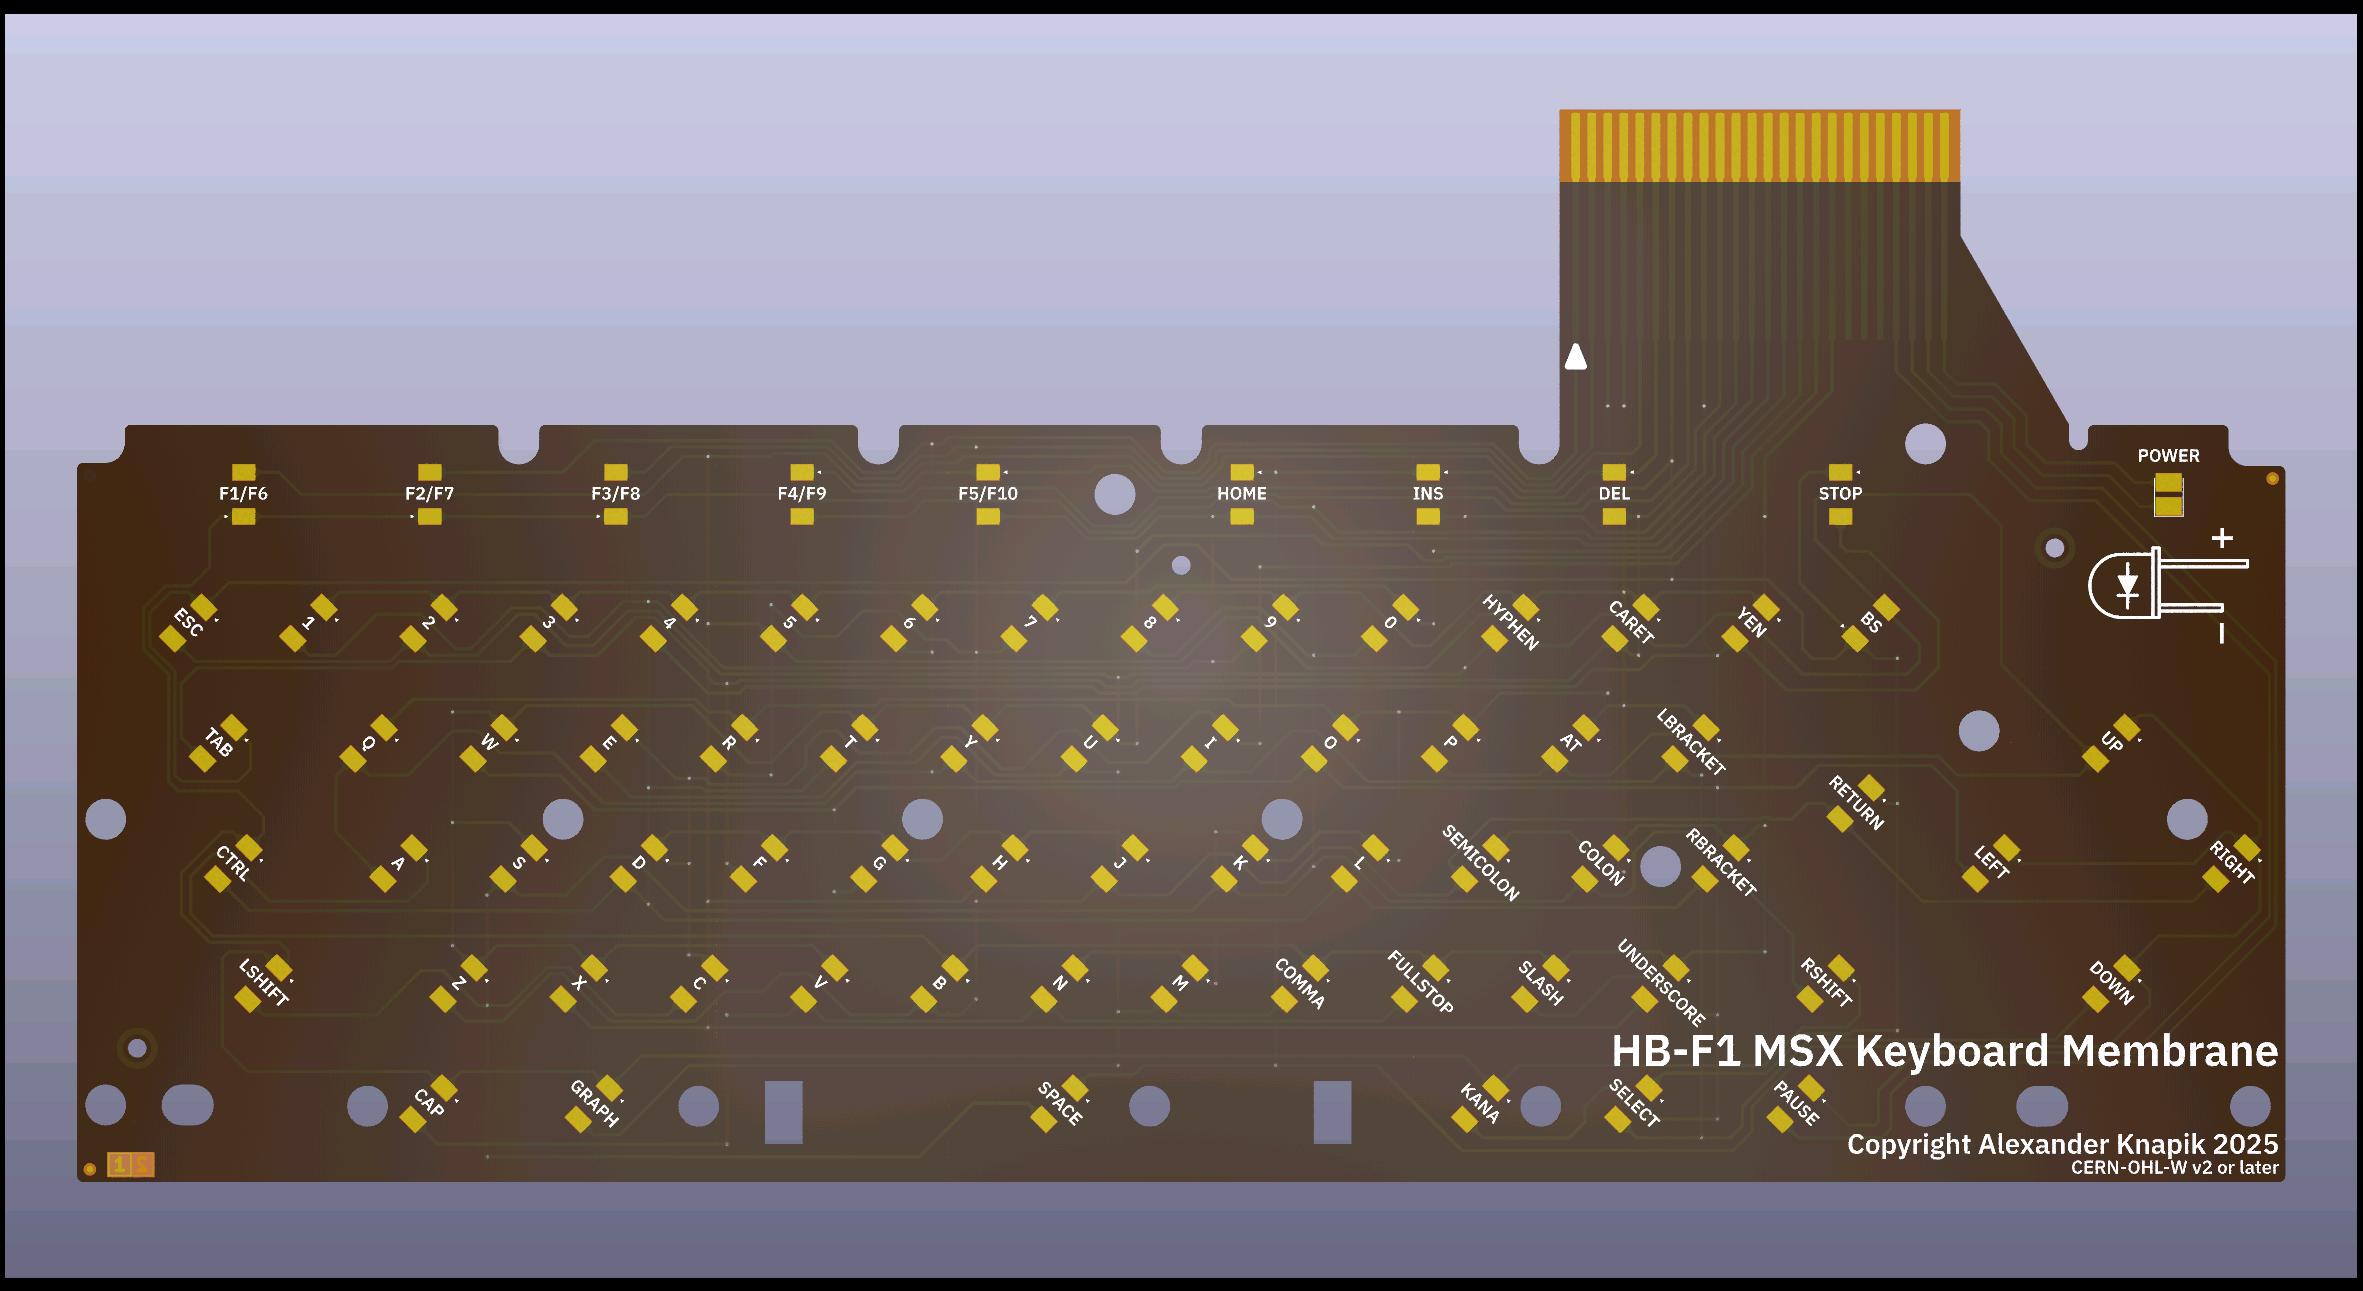 POWER
F1/F6 F2/F7 F3/F8 F4/F9 F5/F10 HOME INS DEL STOP
+
ESC 1 2 3 4 5 6 7 8 9 0 HYPHEN CARET YEN BS
-
TAB Q W E R T Y U I O P AT LBRACKET UP
RETURN
CTRL A S D F G H J K L SEMICOLON COLON RBRACKET LEFT RIGHT
LSHIFT Z X C V B N M COMMA FULLSTOP SLASH UNDERSCORE RSHIFT DOWN
HB-F1 MSX Keyboard Membrane
CAP GRAPH SPACE KANA SELECT PAUSE
Copyright Alexander Knapik 2025
CERN-OHL-W v2 or later
1 2